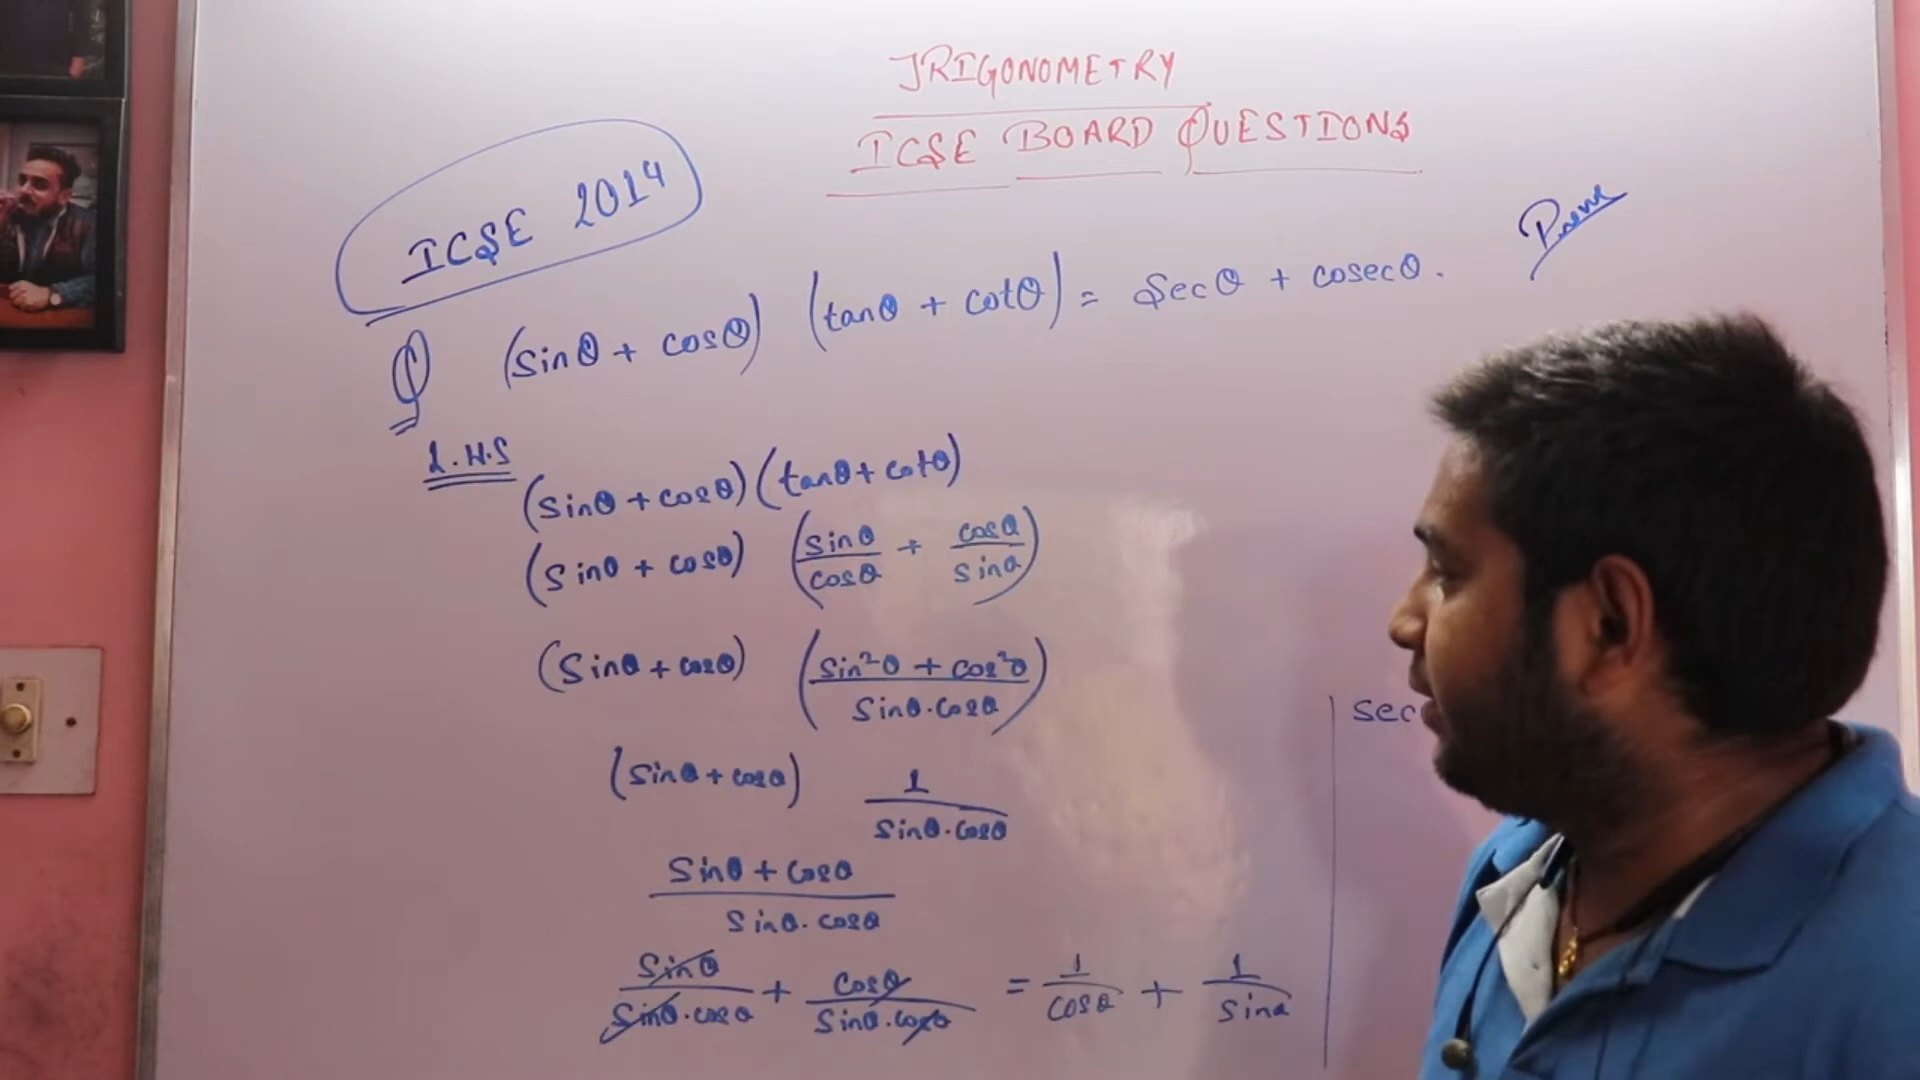 TRIGONOMETRY
ICSE BOARD QUESTIONS
ICSE 2014
Prove
Q (sinθ + cosθ) (tanθ + cotθ) = secθ + cosecθ.
L.H.S
(sinθ + cosθ) (tanθ + cotθ)
(sinθ + cosθ) (sinθ/cosθ + cosθ/sinθ)
(sinθ + cosθ) (sin²θ + cos²θ/sinθ.cosθ)
(sinθ + cosθ) 1/sinθ.cosθ
sinθ + cosθ/sinθ.cosθ
sinθ/sinθ.cosθ + cosθ/sinθ.cosθ = 1/cosθ + 1/sinθ
sec